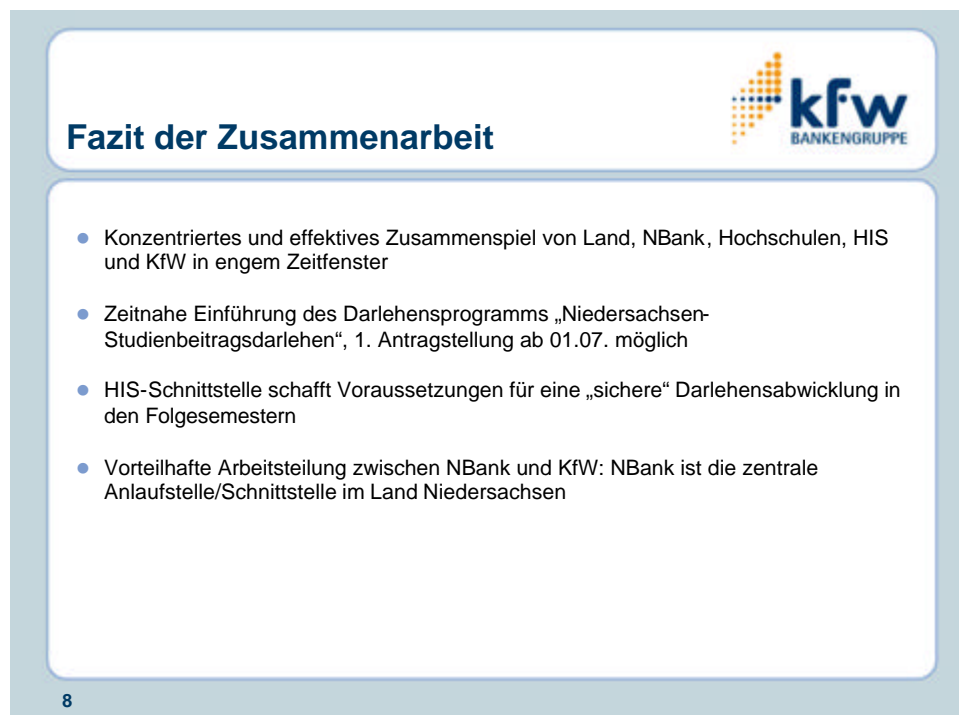 kfw
BANKENGRUPPE
Fazit der Zusammenarbeit
● Konzentriertes und effektives Zusammenspiel von Land, NBank, Hochschulen, HIS
und KfW in engem Zeitfenster
● Zeitnahe Einführung des Darlehensprogramms „Niedersachsen-
Studienbeitragsdarlehen“, 1. Antragstellung ab 01.07. möglich
● HIS-Schnittstelle schafft Voraussetzungen für eine „sichere“ Darlehensabwicklung in
den Folgesemestern
● Vorteilhafte Arbeitsteilung zwischen NBank und KfW: NBank ist die zentrale
Anlaufstelle/Schnittstelle im Land Niedersachsen
8